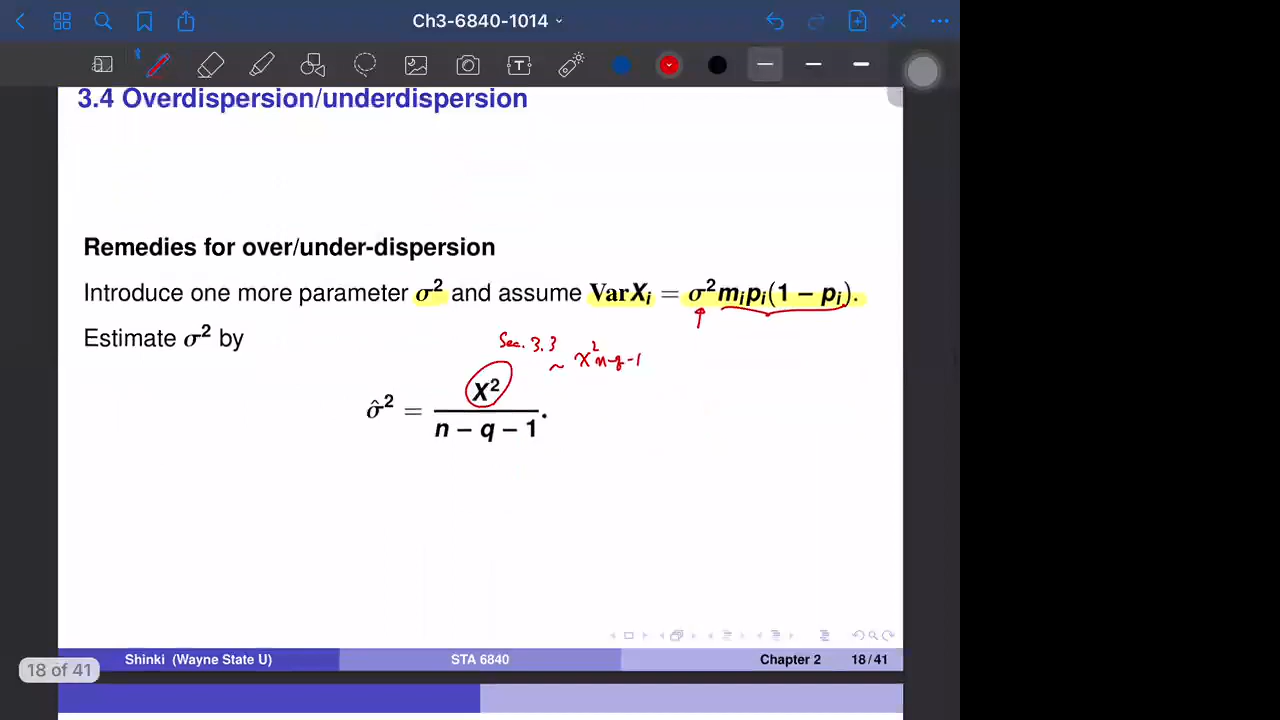 Ch3-6840-1014
T
3.4 Overdispersion/underdispersion
Remedies for over/under-dispersion
Introduce one more parameter σ² and assume Var Xᵢ = σ²mᵢpᵢ(1 − pᵢ).
Estimate σ² by
Sec. 3.3
~ χ²n-q-1
σ̂² = X² / (n − q − 1).
18 of 41
Shinki (Wayne State U) STA 6840 Chapter 2 18/41